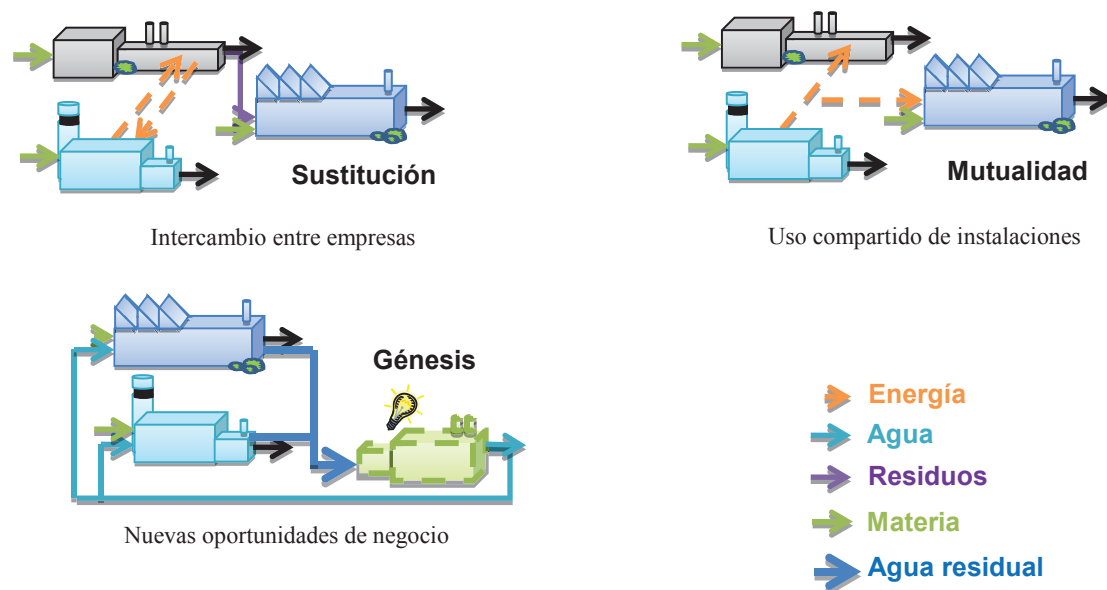 Sustitución
Intercambio entre empresas
Mutualidad
Uso compartido de instalaciones
Génesis
Nuevas oportunidades de negocio
Energía
Agua
Residuos
Materia
Agua residual